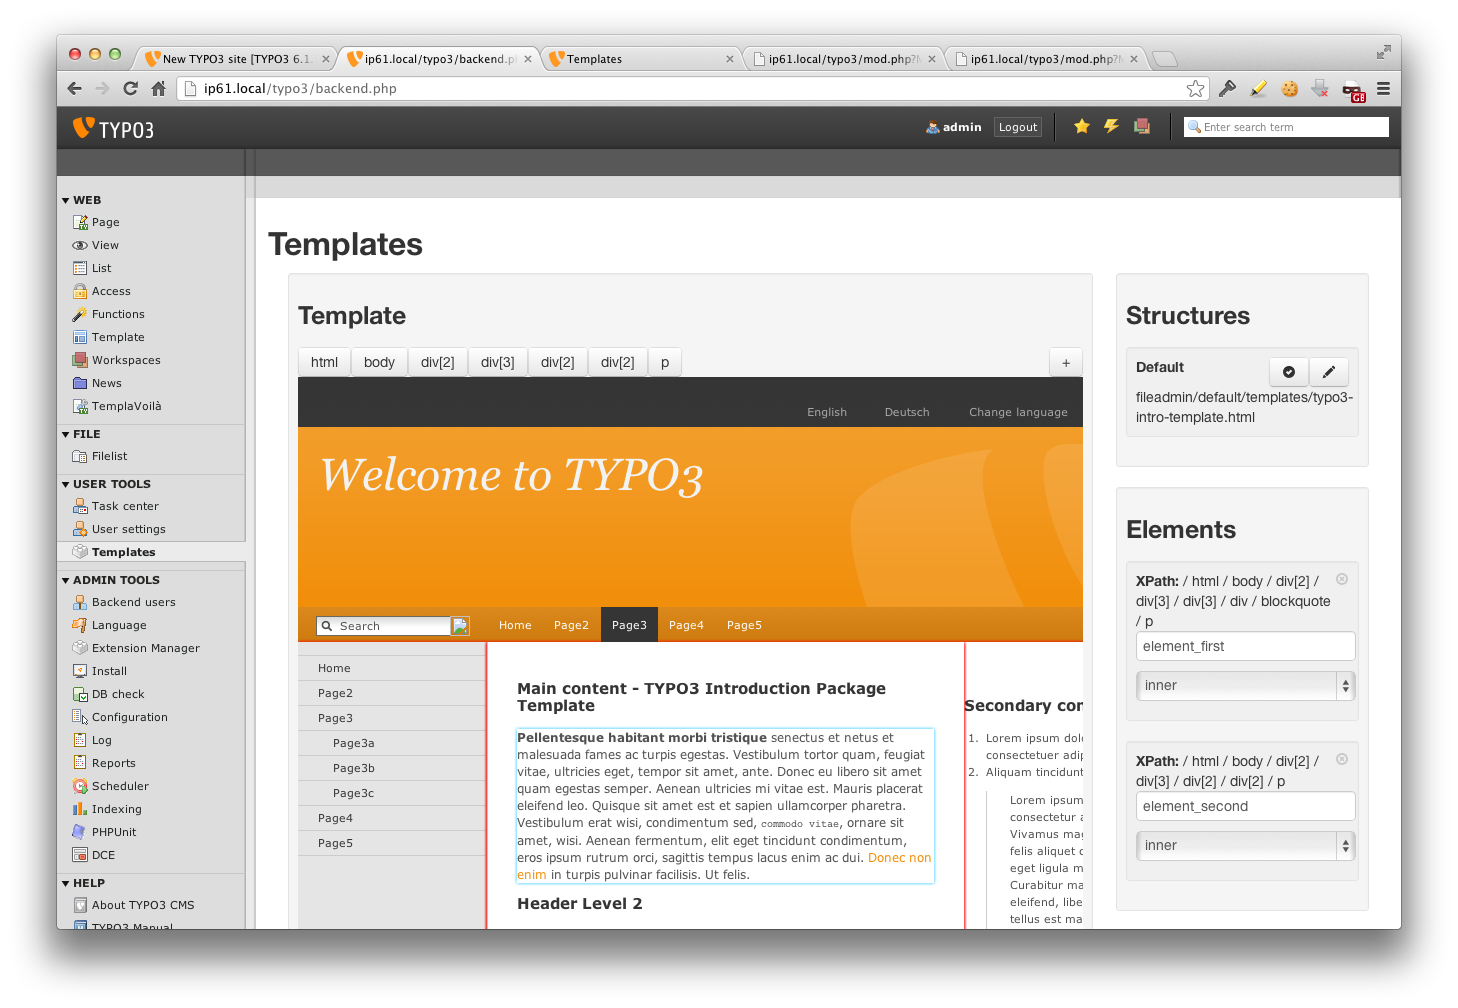 New TYPO3 site [TYPO3 6.1.
ip61.local/typo3/backend.p
Templates
ip61.local/typo/mod.php?M
ip61.local/typo/mod.php?M
ip61.local/typo3/backend.php
TYPO3
admin
Logout
Enter search term
WEB
Page
View
List
Access
Functions
Template
Workspaces
News
TemplaVoilà
FILE
Filelist
USER TOOLS
Task center
User settings
Templates
ADMIN TOOLS
Backend users
Language
Extension Manager
Install
DB check
Configuration
Log
Reports
Scheduler
Indexing
PHPUnit
DCE
HELP
About TYPO3 CMS
TYPO3 Manual
Templates
Template
html body div[2] div[3] div[2] div[2] p +
English Deutsch Change language
Welcome to TYPO3
Search
Home Page2 Page3 Page4 Page5
Home
Page2
Page3
Page3a
Page3b
Page3c
Page4
Page5
Main content - TYPO3 Introduction Package
Template
Pellentesque habitant morbi tristique senectus et netus et
malesuada fames ac turpis egestas. Vestibulum tortor quam, feugiat
vitae, ultricies eget, tempor sit amet, ante. Donec eu libero sit amet
quam egestas semper. Aenean ultricies mi vitae est. Mauris placerat
eleifend leo. Quisque sit amet est et sapien ullamcorper pharetra.
Vestibulum erat wisi, condimentum sed, commodo vitae, ornare sit
amet, wisi. Aenean fermentum, elit eget tincidunt condimentum,
eros ipsum rutrum orci, sagittis tempus lacus enim ac dui. Donec non
enim in turpis pulvinar facilisis. Ut felis.
Header Level 2
Secondary con
1. Lorem ipsum dol
consectetuer adip
2. Aliquam tincidunt
Lorem ipsum
consectetur a
Vivamus mag
felis aliquet
eget ligula m
Curabitur ma
eleifend, libe
tellus est ma
Structures
Default
fileadmin/default/templates/typo3-
intro-template.html
Elements
XPath: / html / body / div[2] /
div[3] / div[3] / div / blockquote
/ p
element_first
inner
XPath: / html / body / div[2] /
div[3] / div[2] / div[2] / p
element_second
inner